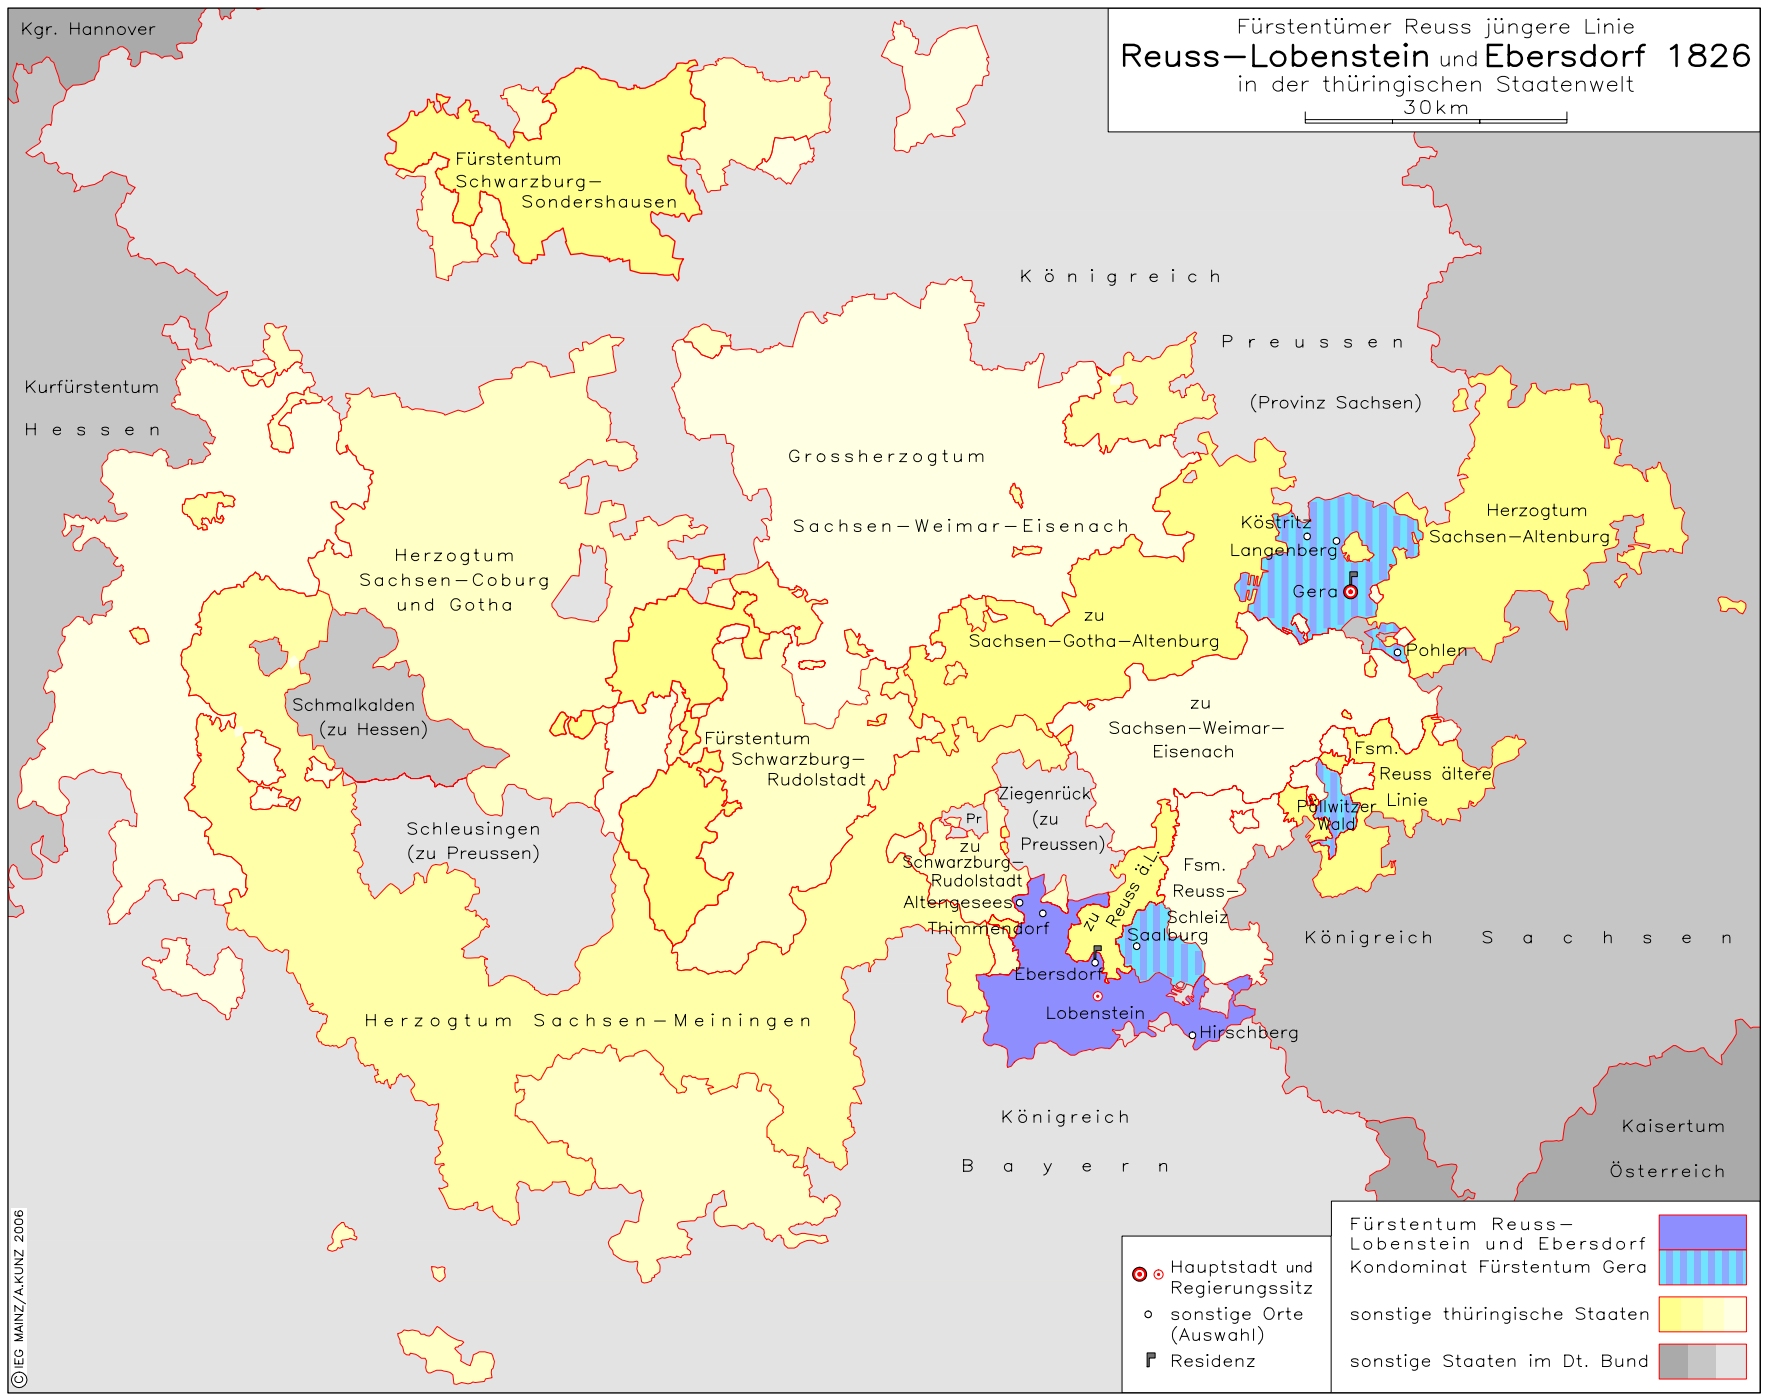 Kgr. Hannover
Fürstentümer Reuss jüngere Linie
Reuss–Lobenstein und Ebersdorf 1826
in der thüringischen Staatenwelt
30km
Fürstentum
Schwarzburg–
Sondershausen
Königreich
Preussen
(Provinz Sachsen)
Kurfürstentum
Hessen
Grossherzogtum
Sachsen–Weimar–Eisenach
Herzogtum
Sachsen–Coburg
und Gotha
Köstritz
Langenberg
Gera
Herzogtum
Sachsen–Altenburg
zu
Sachsen–Gotha–Altenburg
Pohlen
Schmalkalden
(zu Hessen)
zu
Sachsen–Weimar–
Eisenach
Fürstentum
Schwarzburg–
Rudolstadt
Fsm.
Reuss ältere
Linie
Pöllwitzer
Wald
Ziegenrück
(zu
Preussen)
Pr
zu
Schwarzburg–
Rudolstadt
Schleusingen
(zu Preussen)
zu
Reuss ä.L.
Fsm.
Reuss–
Schleiz
Altengesees
Thimmendorf
Saalburg
Ebersdorf
Lobenstein
Hirschberg
Königreich Sachsen
Herzogtum Sachsen–Meiningen
Königreich
Bayern
Kaisertum
Österreich
Hauptstadt und
Regierungssitz
sonstige Orte
(Auswahl)
Residenz
Fürstentum Reuss–
Lobenstein und Ebersdorf
Kondominat Fürstentum Gera
sonstige thüringische Staaten
sonstige Staaten im Dt. Bund
©IEG MAINZ/A.KUNZ 2006